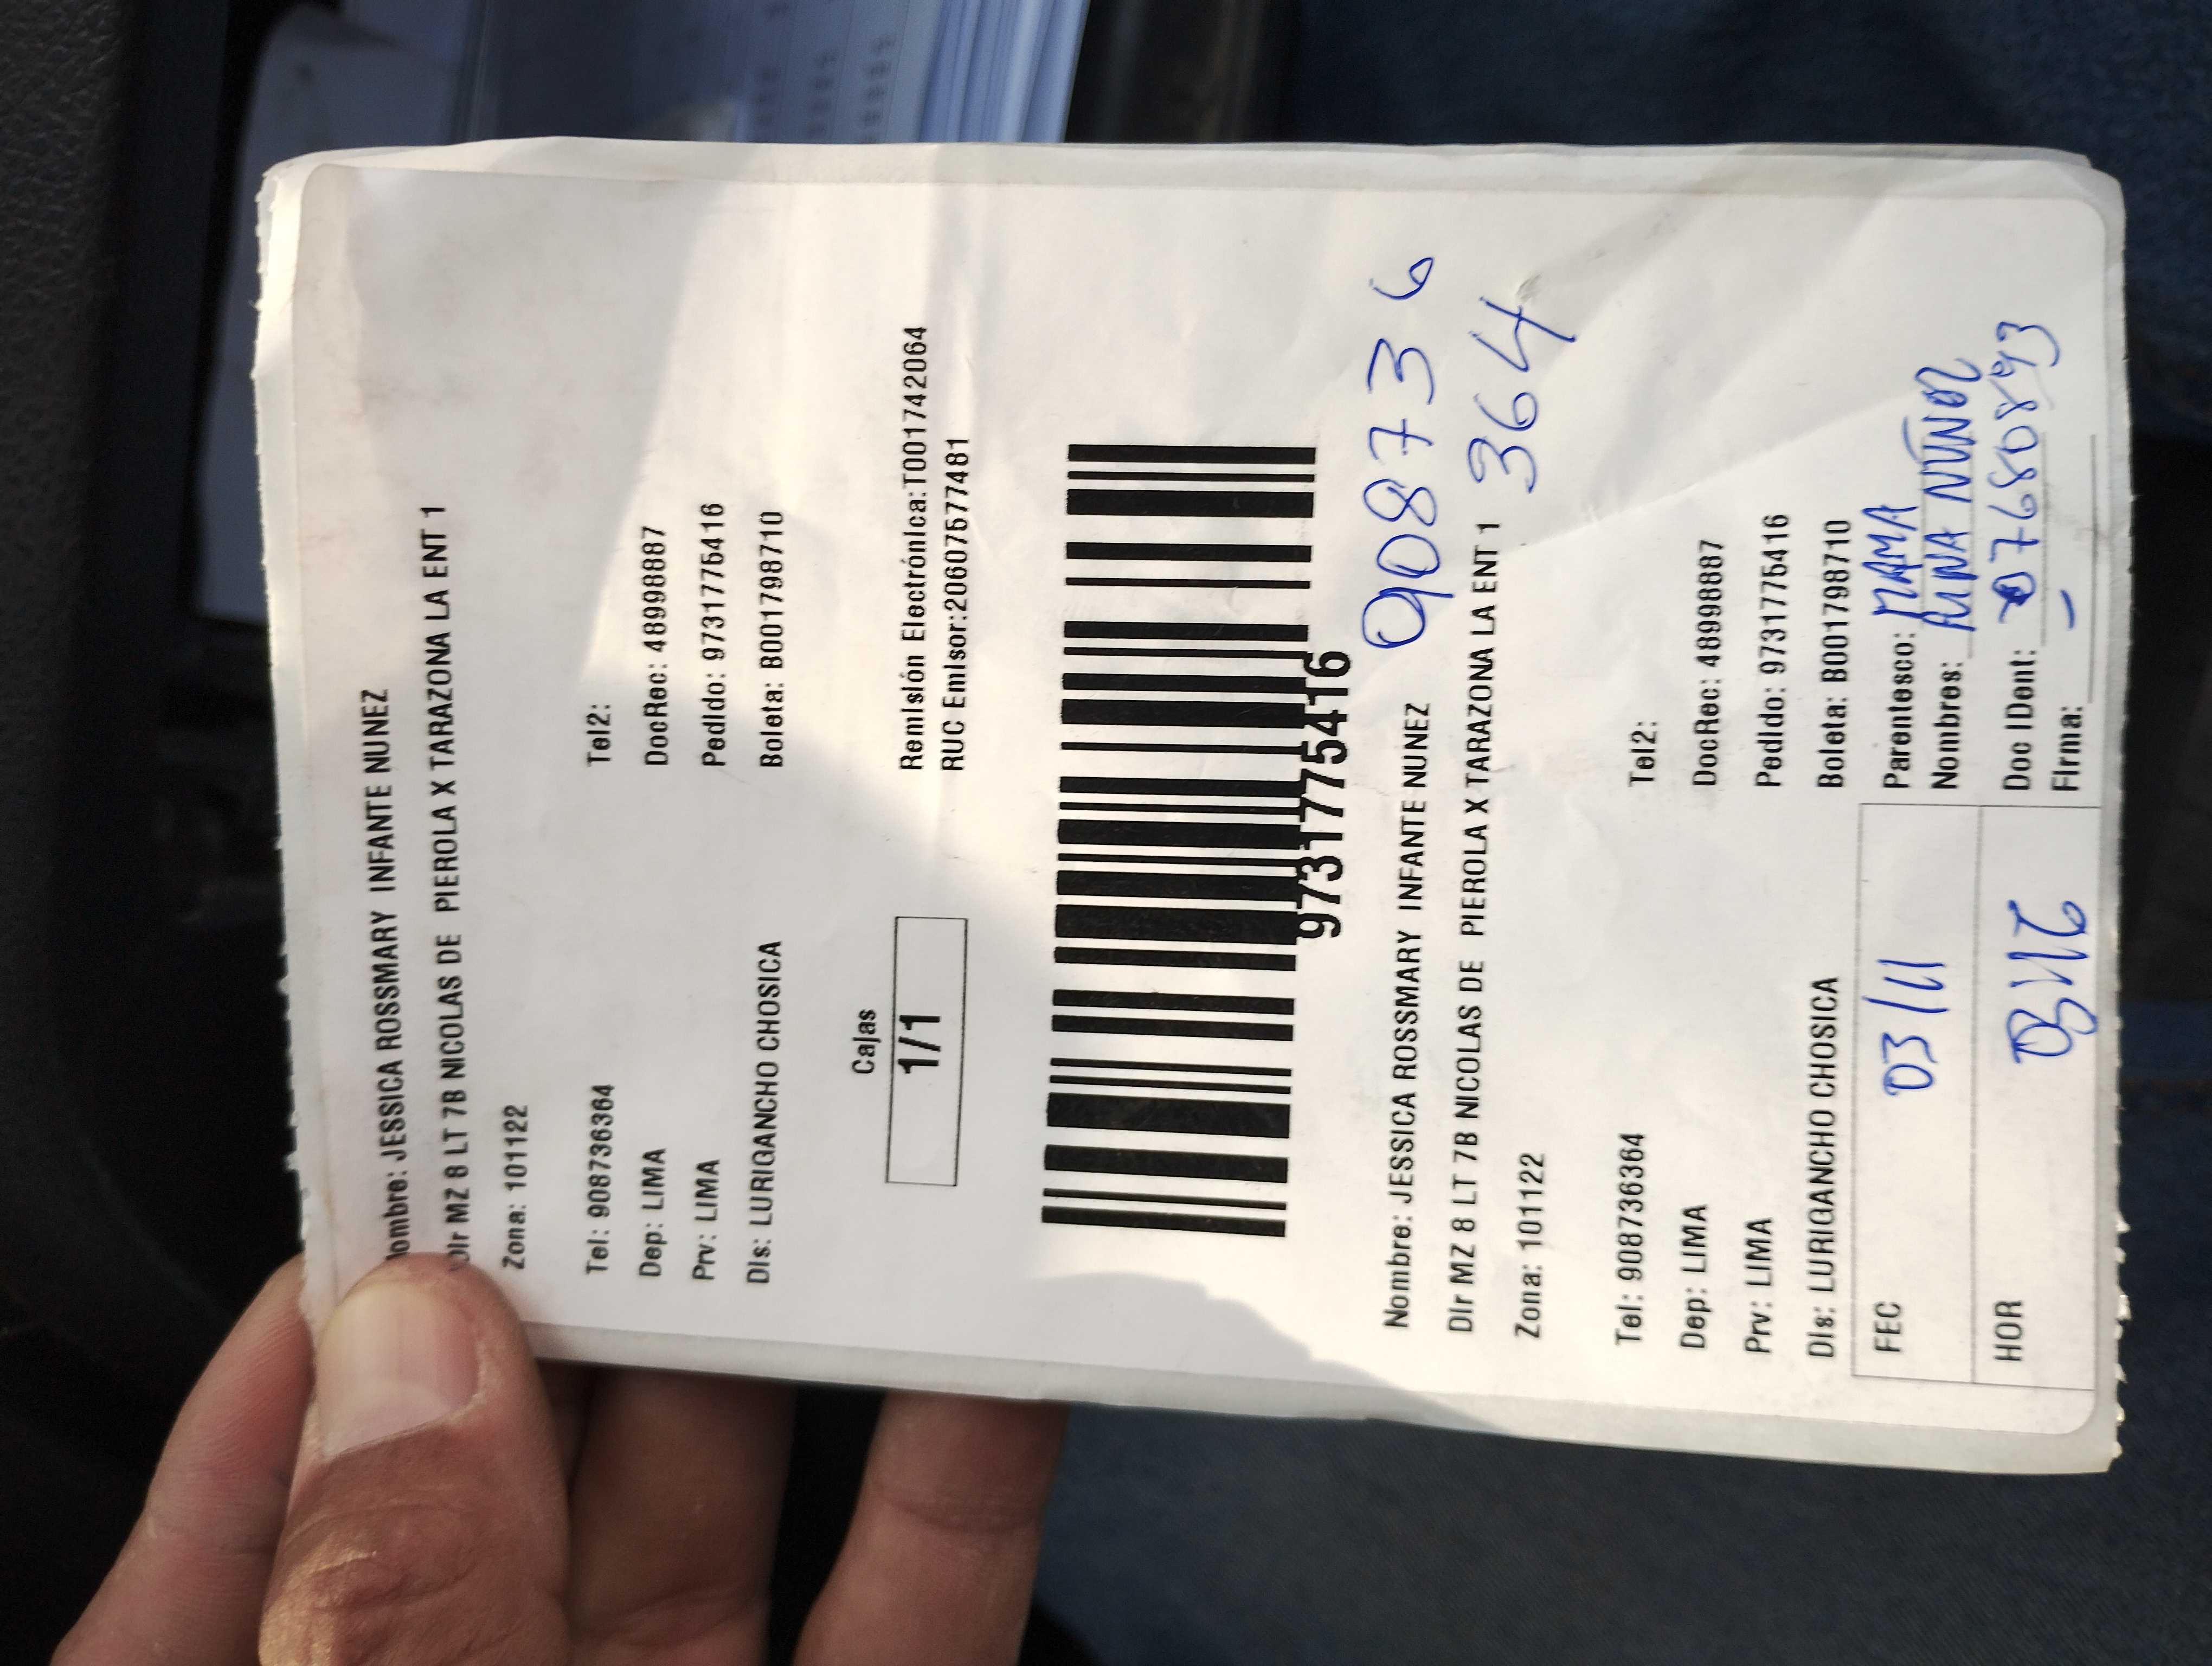 Nombre: JESSICA ROSSMARY INFANTE NUNEZ
Dir MZ 8 LT 7B NICOLAS DE PIEROLA X TARAZONA LA ENT 1
Zona: 101122
Tel: 908736364 Tel2:
Dep: LIMA DocRec: 48998887
Prv: LIMA Pedido: 97317775416
Dis: LURIGANCHO CHOSICA Boleta: B001798710
Cajas
1/1
Remisión Electrónica:T001742064
RUC Emisor:20607577481
97317775416
908736
364
Nombre: JESSICA ROSSMARY INFANTE NUNEZ
Dir MZ 8 LT 7B NICOLAS DE PIEROLA X TARAZONA LA ENT 1
Zona: 101122
Tel: 908736364 Tel2:
Dep: LIMA DocRec: 48998887
Prv: LIMA Pedido: 97317775416
Dis: LURIGANCHO CHOSICA Boleta: B001798710
FEC 03/11
Parentesco: MAMA
Nombres: NUÑEZ
HOR
Doc IDent:
Firma: